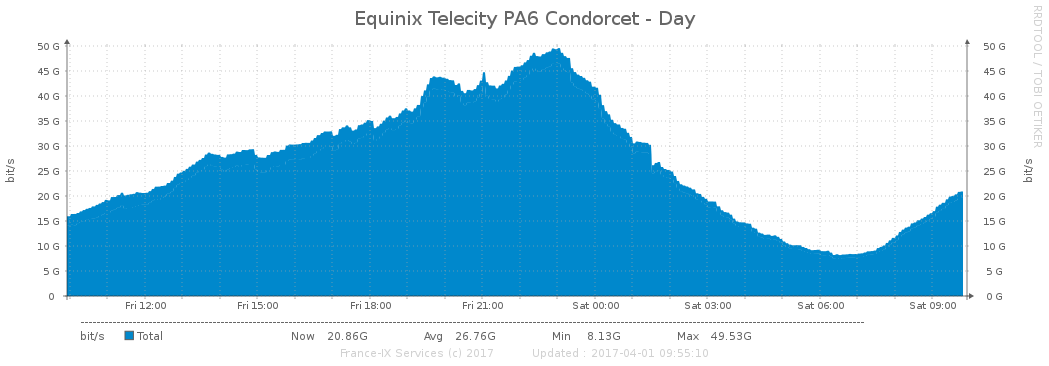 Equinix Telecity PA6 Condorcet - Day
RRDTOOL / TOBI OETIKER
bit/s
50 G
45 G
40 G
35 G
30 G
25 G
20 G
15 G
10 G
5 G
0
50 G
45 G
40 G
35 G
30 G
25 G
20 G
15 G
10 G
5 G
0 G
bit/s
Fri 12:00 Fri 15:00 Fri 18:00 Fri 21:00 Sat 00:00 Sat 03:00 Sat 06:00 Sat 09:00
bit/s Total Now 20.86G Avg 26.76G Min 8.13G Max 49.53G
France-IX Services (c) 2017 Updated : 2017-04-01 09:55:10